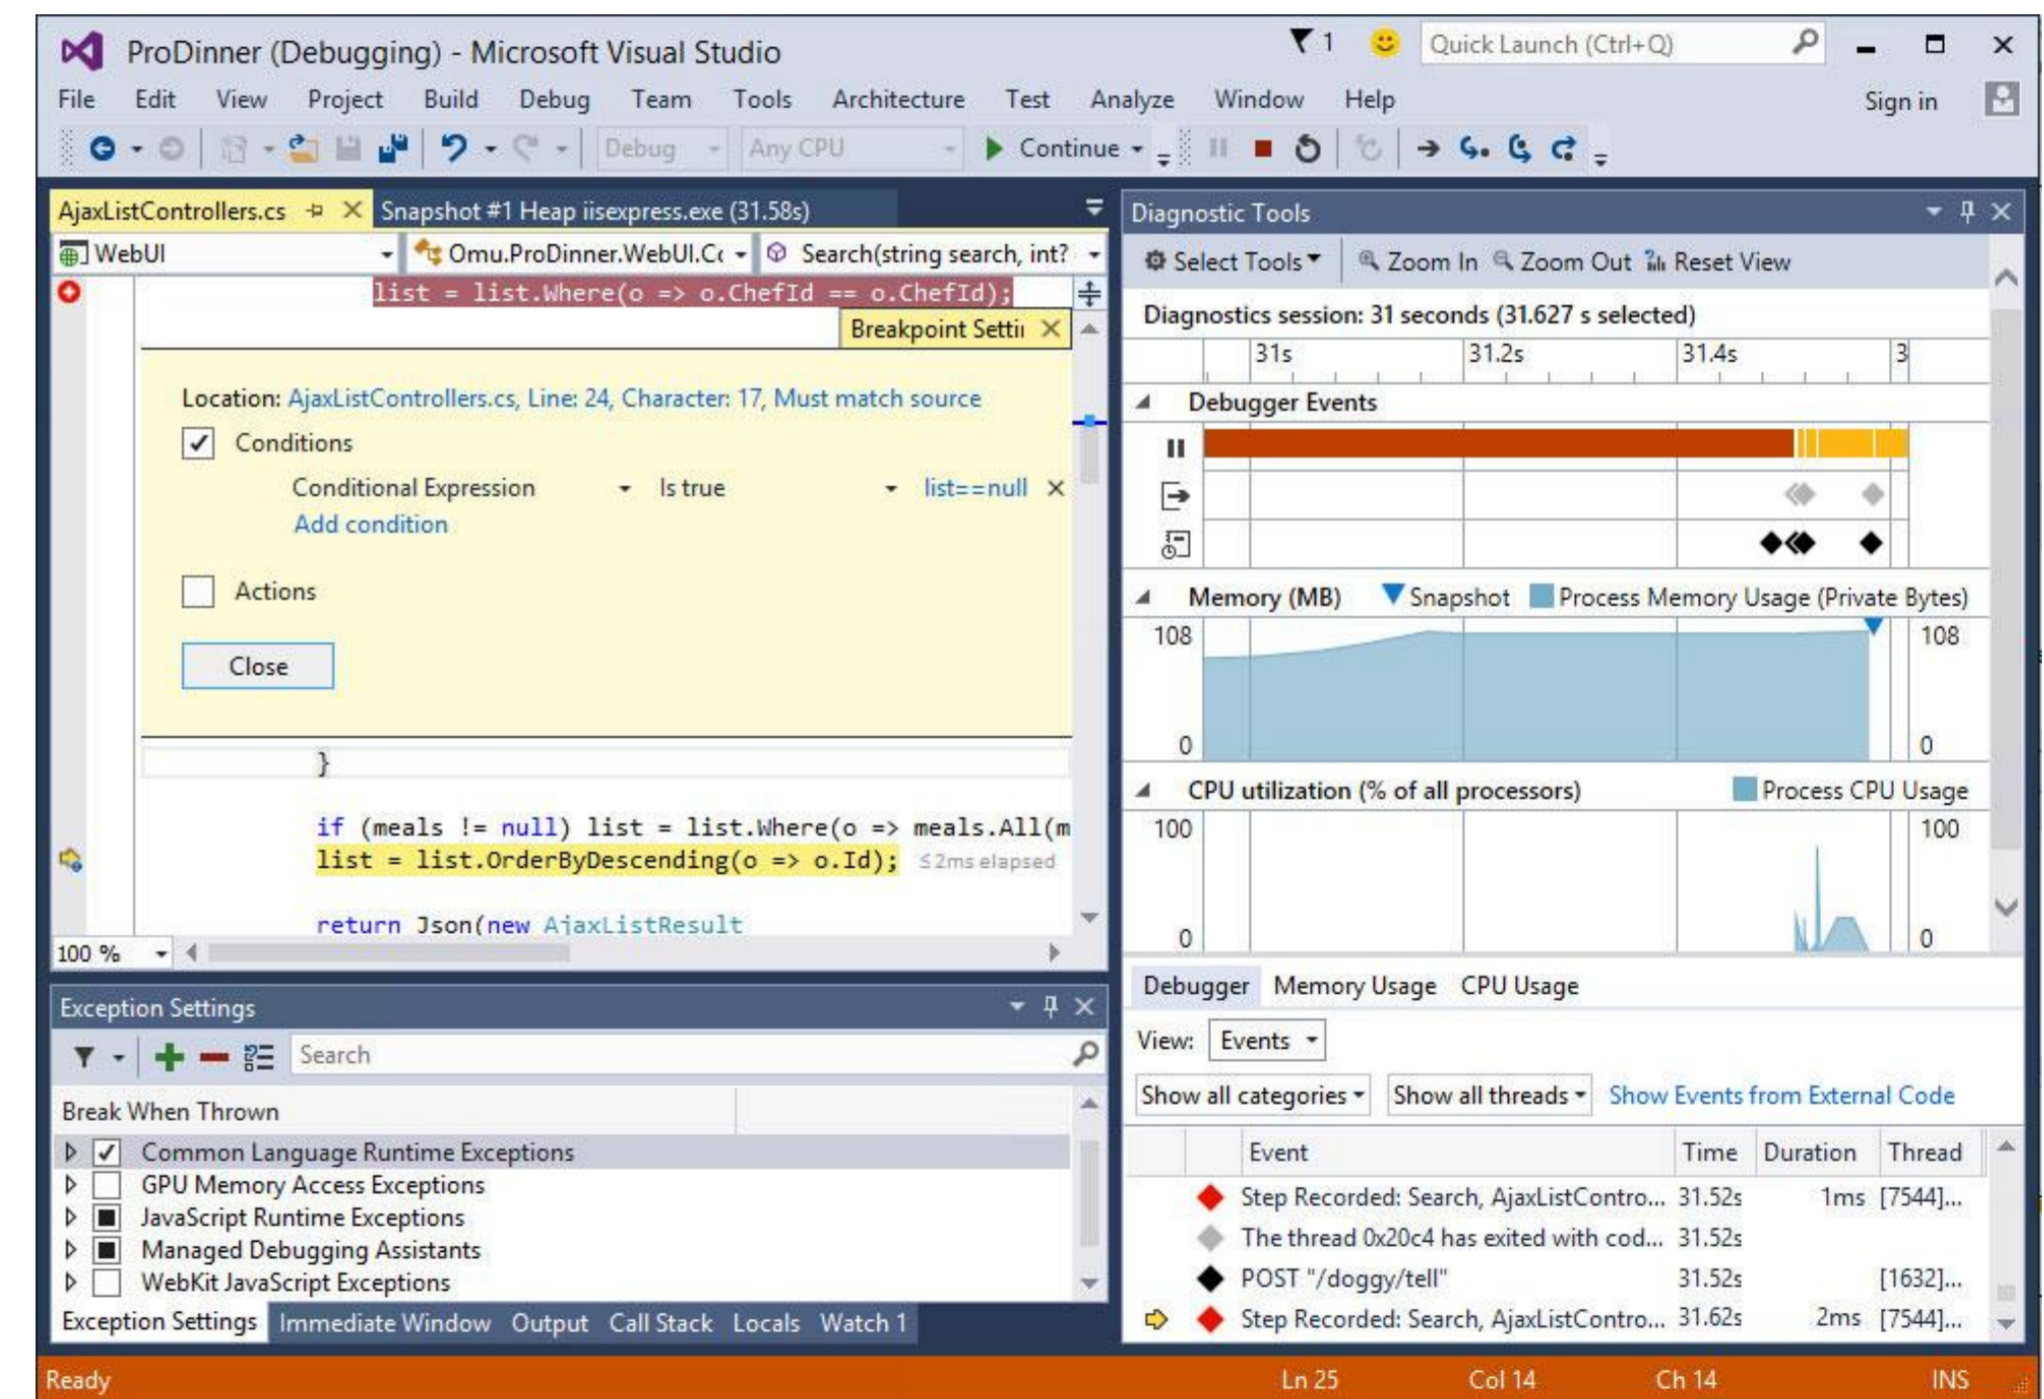 ProDinner (Debugging) - Microsoft Visual Studio
1
Quick Launch (Ctrl+Q)
File Edit View Project Build Debug Team Tools Architecture Test Analyze Window Help
Sign in
Debug Any CPU Continue
AjaxListControllers.cs Snapshot #1 Heap iisexpress.exe (31.58s)
WebUI Omu.ProDinner.WebUI.Co Search(string search, int?
list = list.Where(o => o.ChefId == o.ChefId);
Breakpoint Settin
Location: AjaxListControllers.cs, Line: 24, Character: 17, Must match source
Conditions
Conditional Expression Is true list==null
Add condition
Actions
Close
}
if (meals != null) list = list.Where(o => meals.All(m
list = list.OrderByDescending(o => o.Id); ≤2ms elapsed
return Json(new AjaxListResult
100 %
Exception Settings
Search
Break When Thrown
Common Language Runtime Exceptions
GPU Memory Access Exceptions
JavaScript Runtime Exceptions
Managed Debugging Assistants
WebKit JavaScript Exceptions
Exception Settings Immediate Window Output Call Stack Locals Watch 1
Diagnostic Tools
Select Tools Zoom In Zoom Out Reset View
Diagnostics session: 31 seconds (31.627 s selected)
31s 31.2s 31.4s 3
Debugger Events
Memory (MB) Snapshot Process Memory Usage (Private Bytes)
108 108
0 0
CPU utilization (% of all processors) Process CPU Usage
100 100
0 0
Debugger Memory Usage CPU Usage
View: Events
Show all categories Show all threads Show Events from External Code
Event Time Duration Thread
Step Recorded: Search, AjaxListContro... 31.52s 1ms [7544]...
The thread 0x20c4 has exited with cod... 31.52s
POST "/doggy/tell" 31.52s [1632]...
Step Recorded: Search, AjaxListContro... 31.62s 2ms [7544]...
Ready Ln 25 Col 14 Ch 14 INS